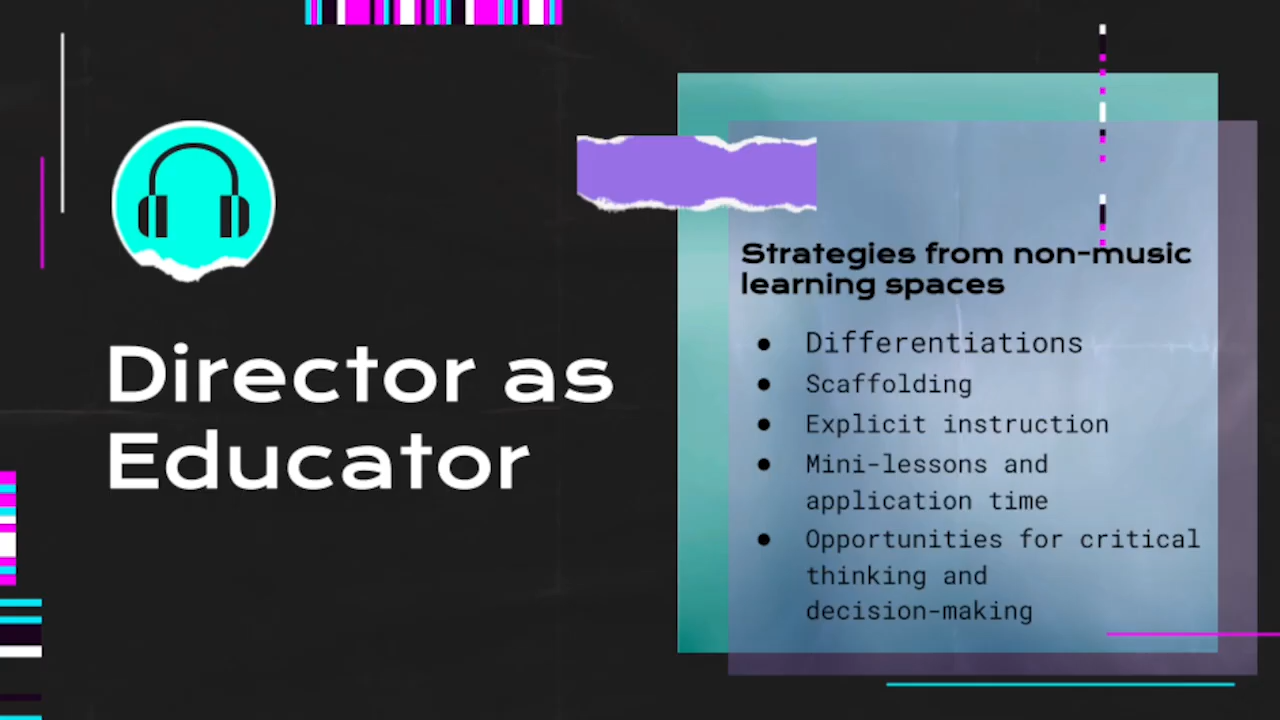 Director as
Educator
Strategies from non-music
learning spaces
● Differentiations
● Scaffolding
● Explicit instruction
● Mini-lessons and
application time
● Opportunities for critical
thinking and
decision-making